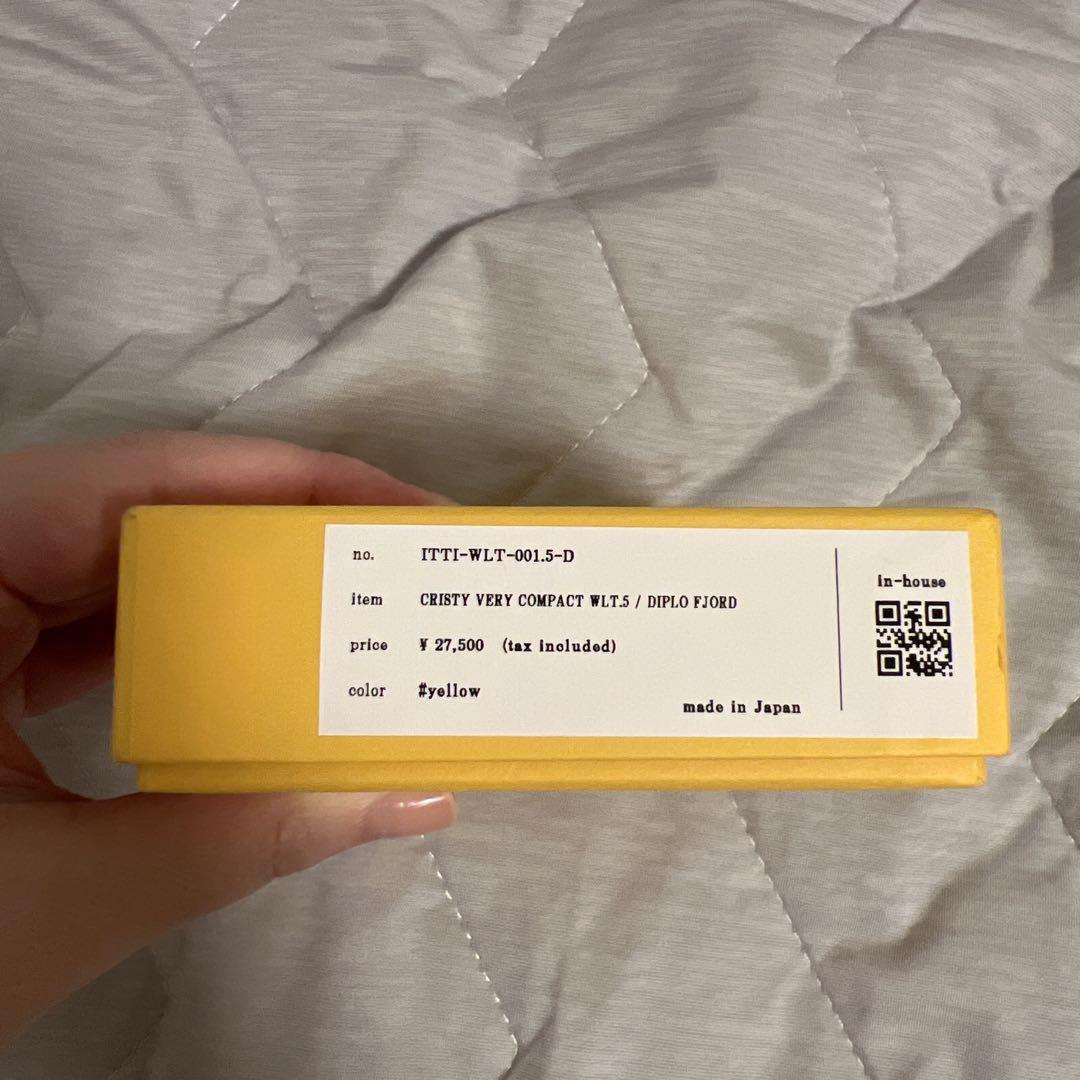 no. ITTI-WLT-001.5-D
item CRISTY VERY COMPACT WLT.5 / DIPLO FJORD
price ¥ 27,500 (tax included)
color #yellow
made in Japan
in-house